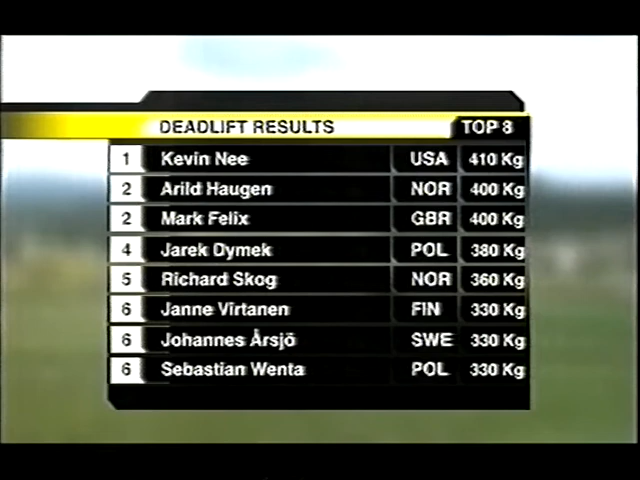 DEADLIFT RESULTS TOP 8
1 Kevin Nee USA 410 Kg
2 Arild Haugen NOR 400 Kg
2 Mark Felix GBR 400 Kg
4 Jarek Dymek POL 380 Kg
5 Richard Skog NOR 360 Kg
6 Janne Virtanen FIN 330 Kg
6 Johannes Årsjö SWE 330 Kg
6 Sebastian Wenta POL 330 Kg